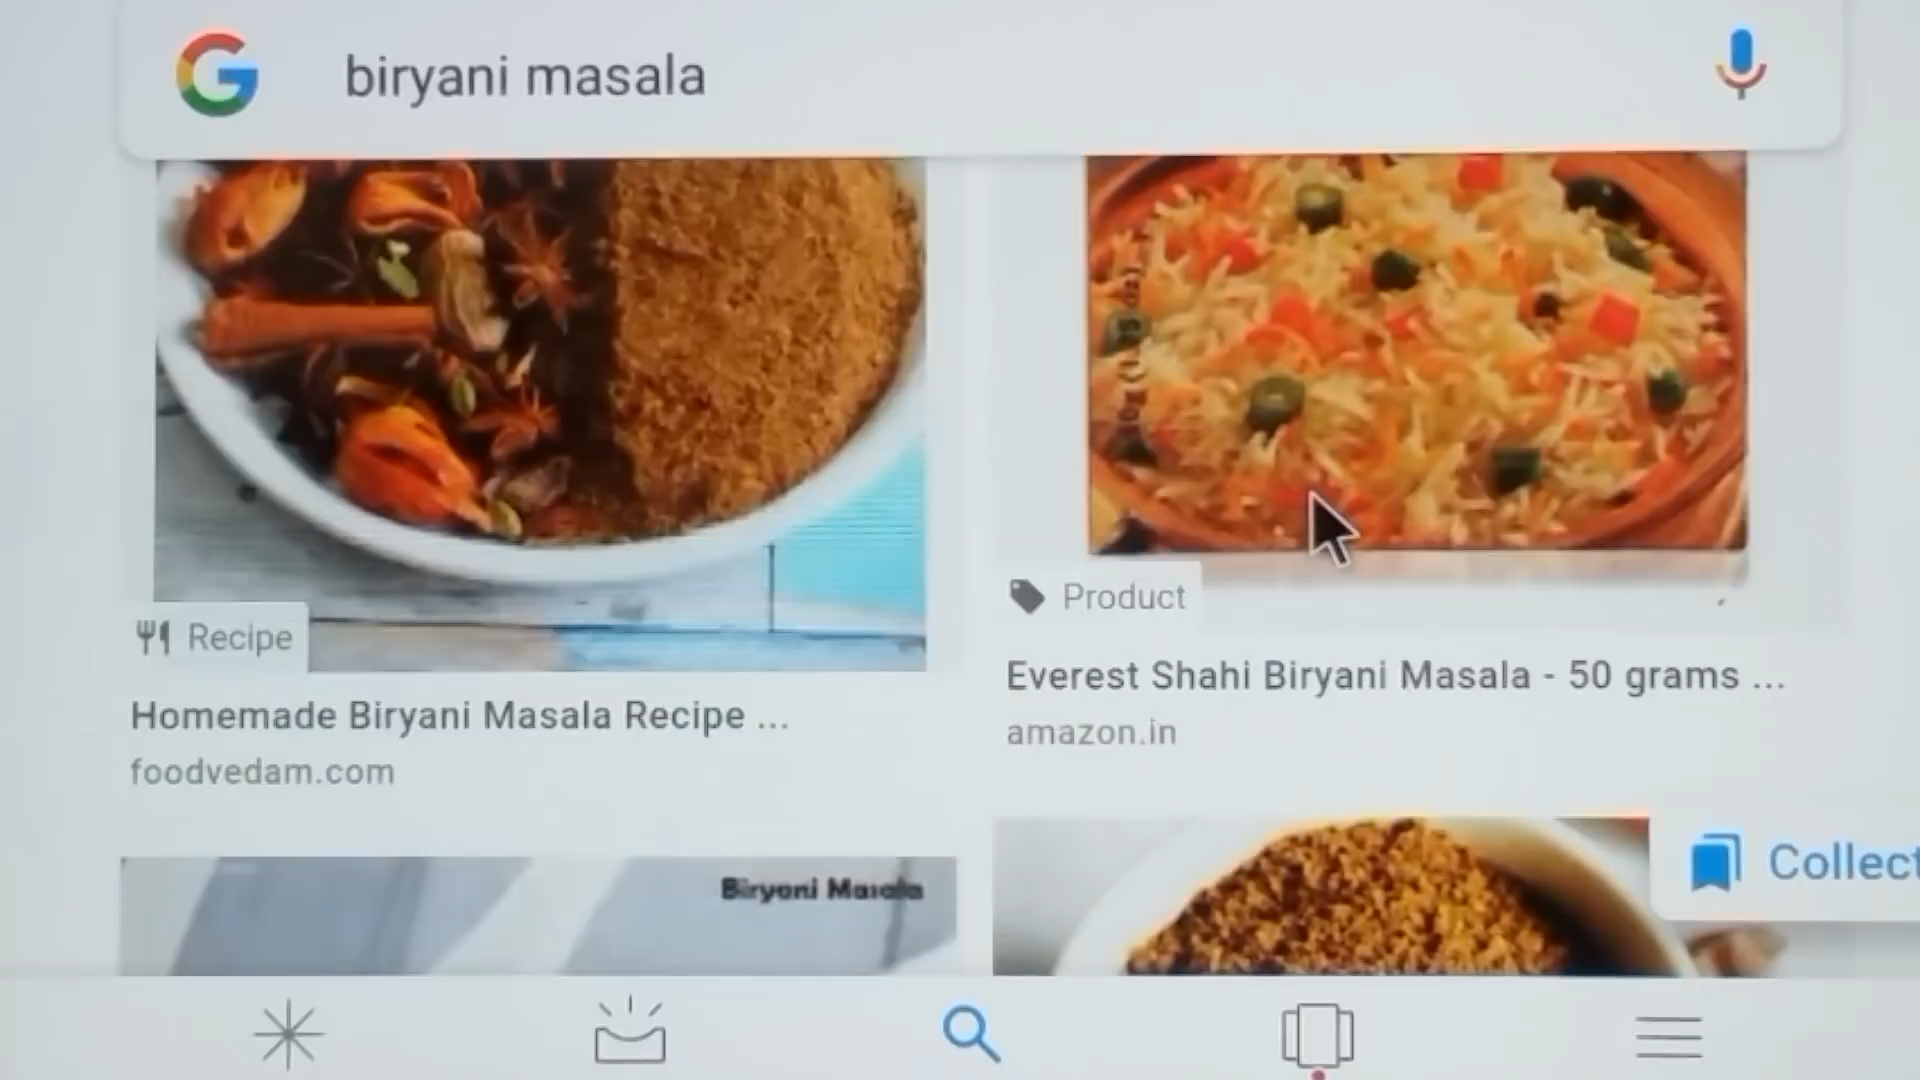 biryani masala
Recipe
Homemade Biryani Masala Recipe ...
foodvedam.com
Product
Everest Shahi Biryani Masala - 50 grams ...
amazon.in
Biryani Masala
Collect